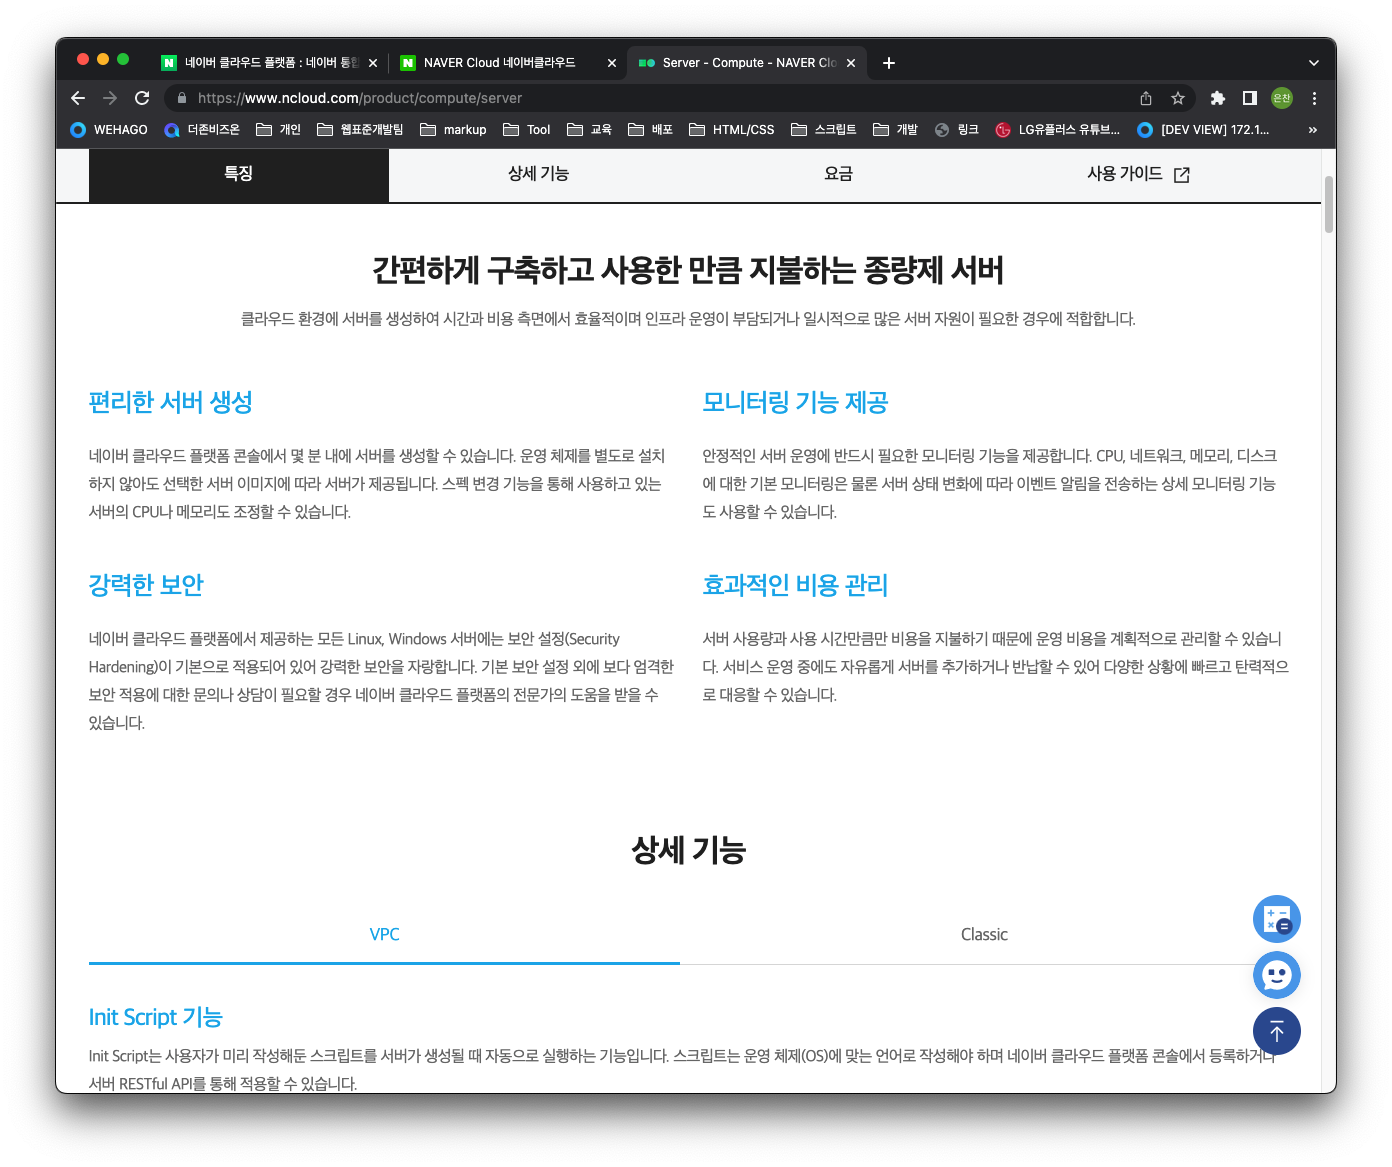 네이버 클라우드 플랫폼 : 네이버 통합
NAVER Cloud 네이버클라우드
Server - Compute - NAVER Clo
https://www.ncloud.com/product/compute/server
은찬
WEHAGO
더존비즈온
개인
웹표준개발팀
markup
Tool
교육
배포
HTML/CSS
스크립트
개발
링크
LG유플러스 유튜브...
[DEV VIEW] 172.1...
»
특징
상세 기능
요금
사용 가이드
간편하게 구축하고 사용한 만큼 지불하는 종량제 서버
클라우드 환경에 서버를 생성하여 시간과 비용 측면에서 효율적이며 인프라 운영이 부담되거나 일시적으로 많은 서버 자원이 필요한 경우에 적합합니다.
편리한 서버 생성
네이버 클라우드 플랫폼 콘솔에서 몇 분 내에 서버를 생성할 수 있습니다. 운영 체제를 별도로 설치
하지 않아도 선택한 서버 이미지에 따라 서버가 제공됩니다. 스펙 변경 기능을 통해 사용하고 있는
서버의 CPU나 메모리도 조정할 수 있습니다.
모니터링 기능 제공
안정적인 서버 운영에 반드시 필요한 모니터링 기능을 제공합니다. CPU, 네트워크, 메모리, 디스크
에 대한 기본 모니터링은 물론 서버 상태 변화에 따라 이벤트 알림을 전송하는 상세 모니터링 기능
도 사용할 수 있습니다.
강력한 보안
네이버 클라우드 플랫폼에서 제공하는 모든 Linux, Windows 서버에는 보안 설정(Security
Hardening)이 기본으로 적용되어 있어 강력한 보안을 자랑합니다. 기본 보안 설정 외에 보다 엄격한
보안 적용에 대한 문의나 상담이 필요할 경우 네이버 클라우드 플랫폼의 전문가의 도움을 받을 수
있습니다.
효과적인 비용 관리
서버 사용량과 사용 시간만큼만 비용을 지불하기 때문에 운영 비용을 계획적으로 관리할 수 있습니
다. 서비스 운영 중에도 자유롭게 서버를 추가하거나 반납할 수 있어 다양한 상황에 빠르고 탄력적으
로 대응할 수 있습니다.
상세 기능
VPC
Classic
Init Script 기능
Init Script는 사용자가 미리 작성해둔 스크립트를 서버가 생성될 때 자동으로 실행하는 기능입니다. 스크립트는 운영 체제(OS)에 맞는 언어로 작성해야 하며 네이버 클라우드 플랫폼 콘솔에서 등록하거나
서버 RESTful API를 통해 적용할 수 있습니다.